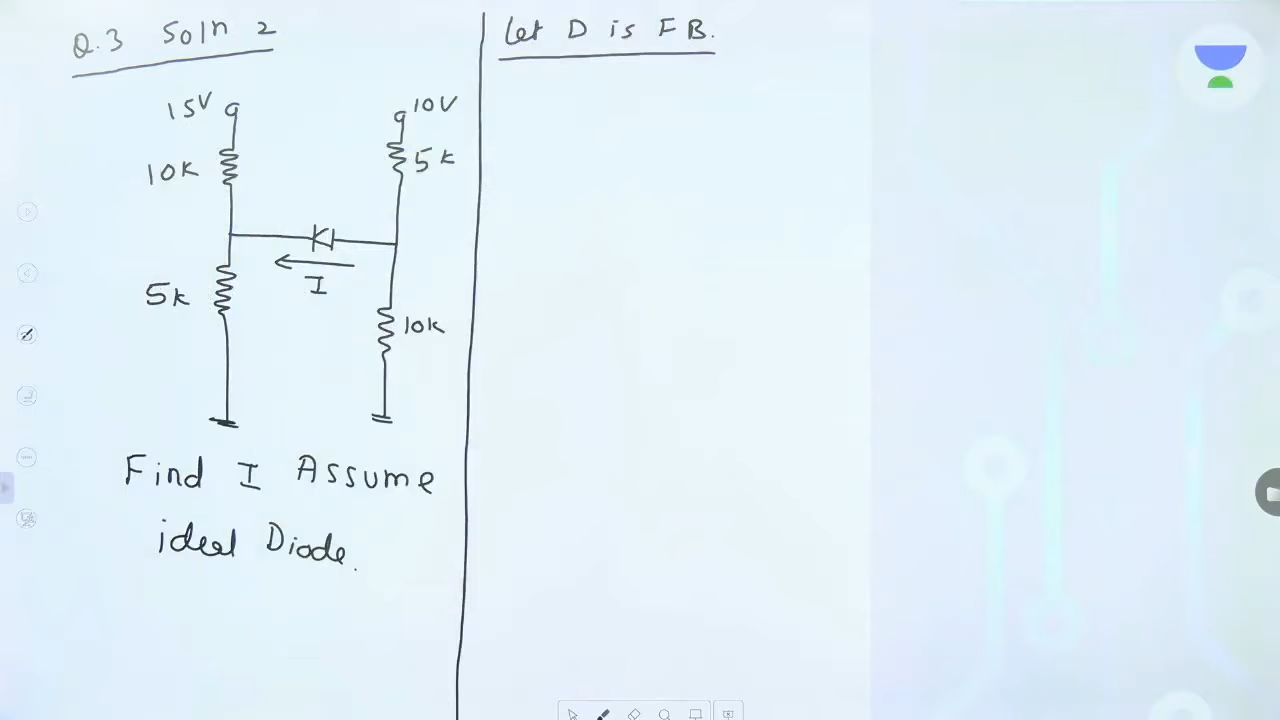 Q.3 Soln 2
Let D is FB.
15V
10V
10K
5K
I
5K
10K
Find I Assume
ideal Diode.